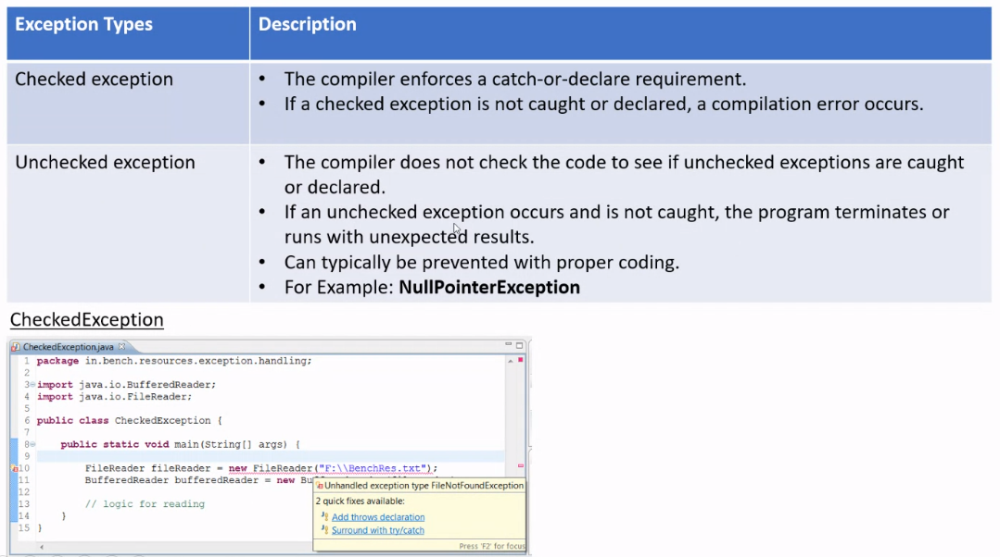 Exception Types
Description
Checked exception
• The compiler enforces a catch-or-declare requirement.
• If a checked exception is not caught or declared, a compilation error occurs.
Unchecked exception
• The compiler does not check the code to see if unchecked exceptions are caught
or declared.
• If an unchecked exception occurs and is not caught, the program terminates or
runs with unexpected results.
• Can typically be prevented with proper coding.
• For Example: NullPointerException
CheckedException
CheckedException.java
1 package in.bench.resources.exception.handling;
2
3 import java.io.BufferedReader;
4 import java.io.FileReader;
5
6 public class CheckedException {
7
8 public static void main(String[] args) {
9
10 FileReader fileReader = new FileReader("F:\\BenchRes.txt");
11 BufferedReader bufferedReader = new
12
13 // logic for reading
14 }
15 }
Unhandled exception type FileNotFoundException
2 quick fixes available:
Add throws declaration
Surround with try/catch
Press 'F2' for focus